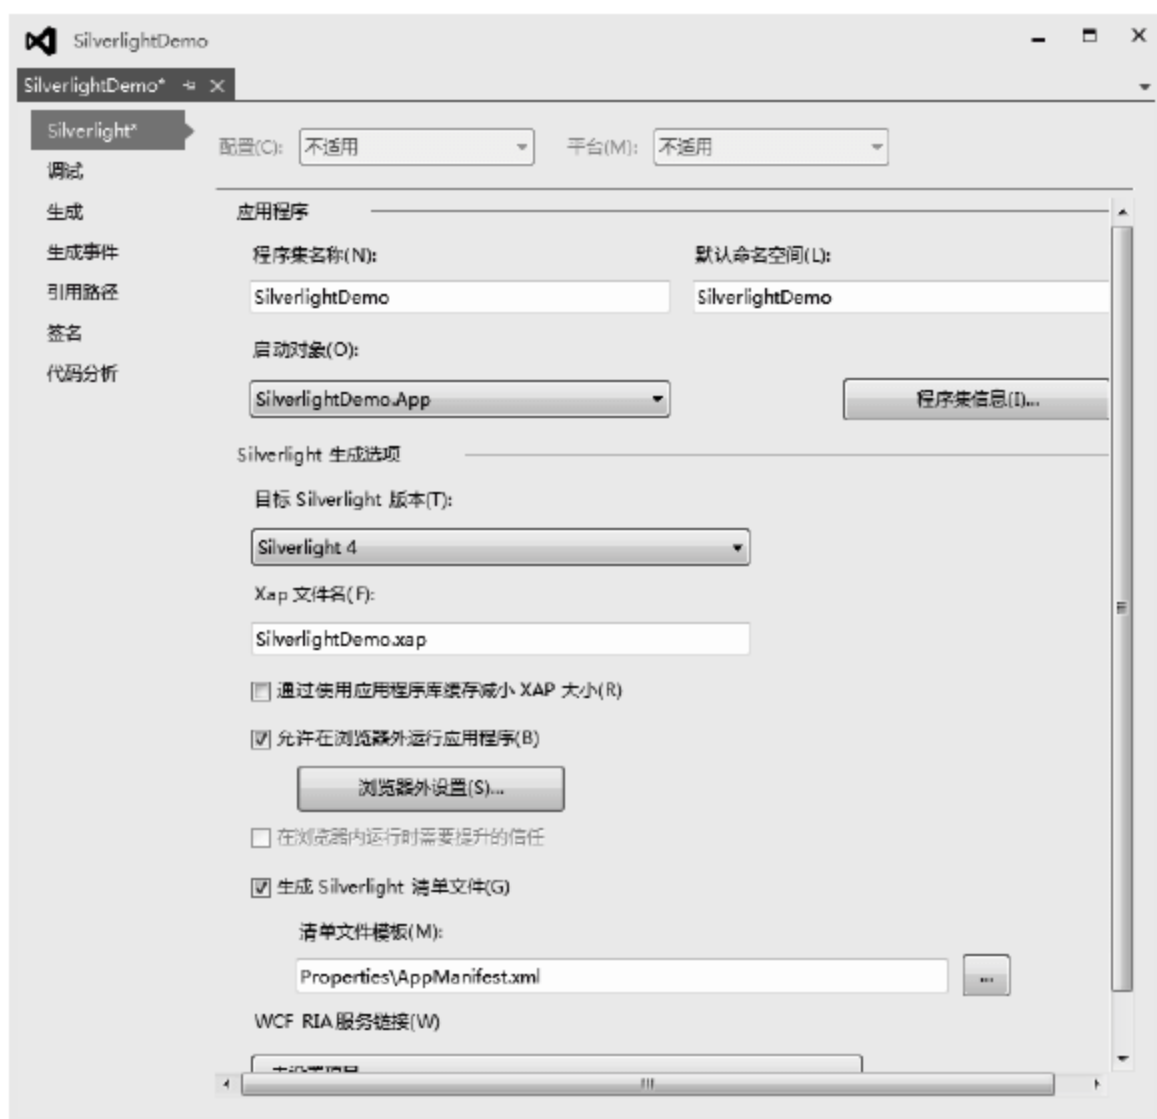 SilverlightDemo
SilverlightDemo*
Silverlight*
调试
生成
生成事件
引用路径
签名
代码分析
配置(C): 不适用 平台(M): 不适用
应用程序
程序集名称(N): 默认命名空间(L):
SilverlightDemo SilverlightDemo
启动对象(O):
SilverlightDemo.App 程序集信息(I)...
Silverlight 生成选项
目标 Silverlight 版本(T):
Silverlight 4
Xap 文件名(F):
SilverlightDemo.xap
通过使用应用程序库缓存减小 XAP 大小(R)
允许在浏览器外运行应用程序(B)
浏览器外设置(S)...
在浏览器内运行时需要提升的信任
生成 Silverlight 清单文件(G)
清单文件模板(M):
Properties\AppManifest.xml ...
WCF RIA 服务链接(W)